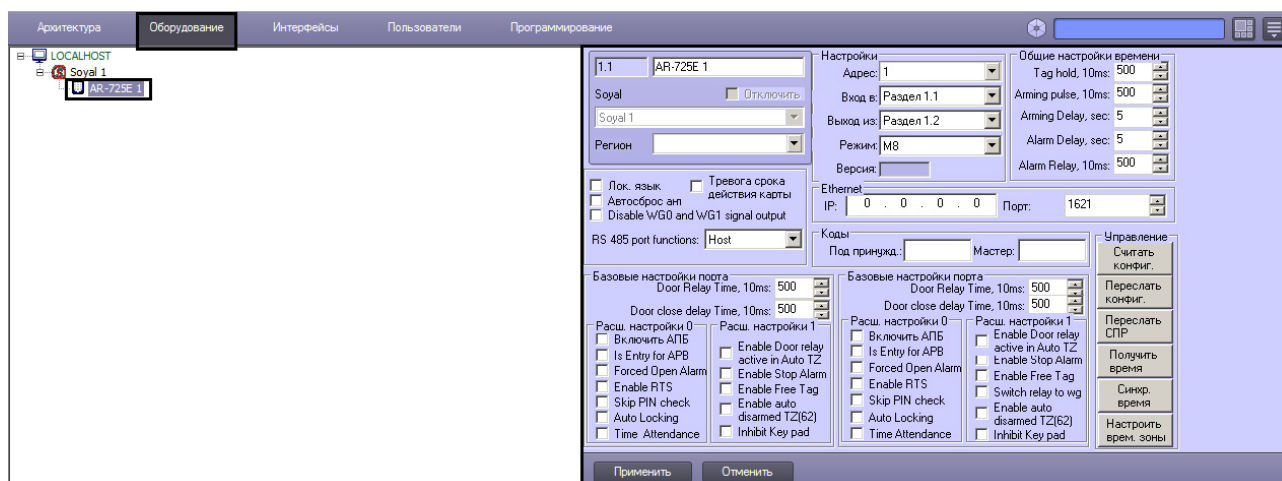 Архитектура Оборудование Интерфейсы Пользователи Программирование
LOCALHOST
Soyal 1
AR-725E 1
1.1 AR-725E 1
Soyal Отключить
Soyal 1
Регион
Настройки
Адрес: 1
Вход в: Раздел 1.1
Выход из: Раздел 1.2
Режим: M8
Версия:
Общие настройки времени
Tag hold, 10ms: 500
Arming pulse, 10ms: 500
Arming Delay, sec: 5
Alarm Delay, sec: 5
Alarm Relay, 10ms: 500
Лок. язык
Тревога срока действия карты
Автосброс апп
Disable WG0 and WG1 signal output
RS 485 port functions: Host
Ethernet
IP: 0 . 0 . 0 . 0 Порт: 1621
Коды
Под принужд.: Мастер:
Управление
Считать конфиг.
Переслать конфиг.
Переслать СПР
Получить время
Синхр. время
Настроить врем. зоны
Базовые настройки порта
Door Relay Time, 10ms: 500
Door close delay Time, 10ms: 500
Расш. настройки 0
Включить АПБ
Is Entry for APB
Forced Open Alarm
Enable RTS
Skip PIN check
Auto Locking
Time Attendance
Расш. настройки 1
Enable Door relay active in Auto TZ
Enable Stop Alarm
Enable Free Tag
Enable auto disarmed TZ(62)
Inhibit Key pad
Базовые настройки порта
Door Relay Time, 10ms: 500
Door close delay Time, 10ms: 500
Расш. настройки 0
Включить АПБ
Is Entry for APB
Forced Open Alarm
Enable RTS
Skip PIN check
Auto Locking
Time Attendance
Расш. настройки 1
Enable Door relay active in Auto TZ
Enable Stop Alarm
Enable Free Tag
Switch relay to wg
Enable auto disarmed TZ(62)
Inhibit Key pad
Применить Отменить